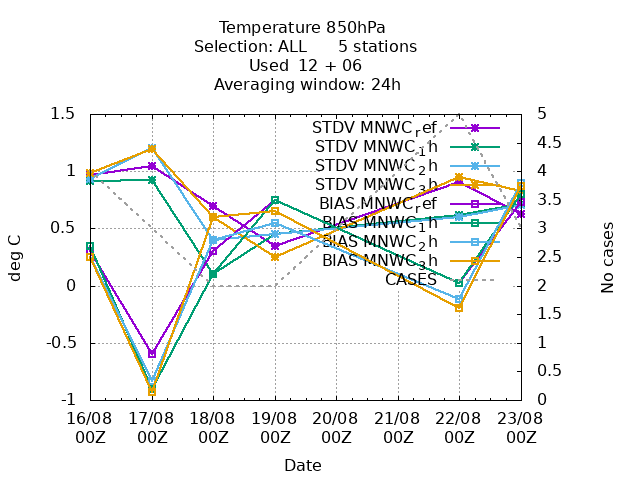 Temperature 850hPa
Selection: ALL      5 stations
Used  12 + 06
Averaging window: 24h
1.5
1
0.5
0
-0.5
-1
deg C
STDV MNWC_ref
STDV MNWC_1h
STDV MNWC_2h
STDV MNWC_3h
BIAS MNWC_ref
BIAS MNWC_1h
BIAS MNWC_2h
BIAS MNWC_3h
CASES
5
4.5
4
3.5
3
2.5
2
1.5
1
0.5
0
No cases
16/08 17/08 18/08 19/08 20/08 21/08 22/08 23/08
00Z 00Z 00Z 00Z 00Z 00Z 00Z 00Z
Date